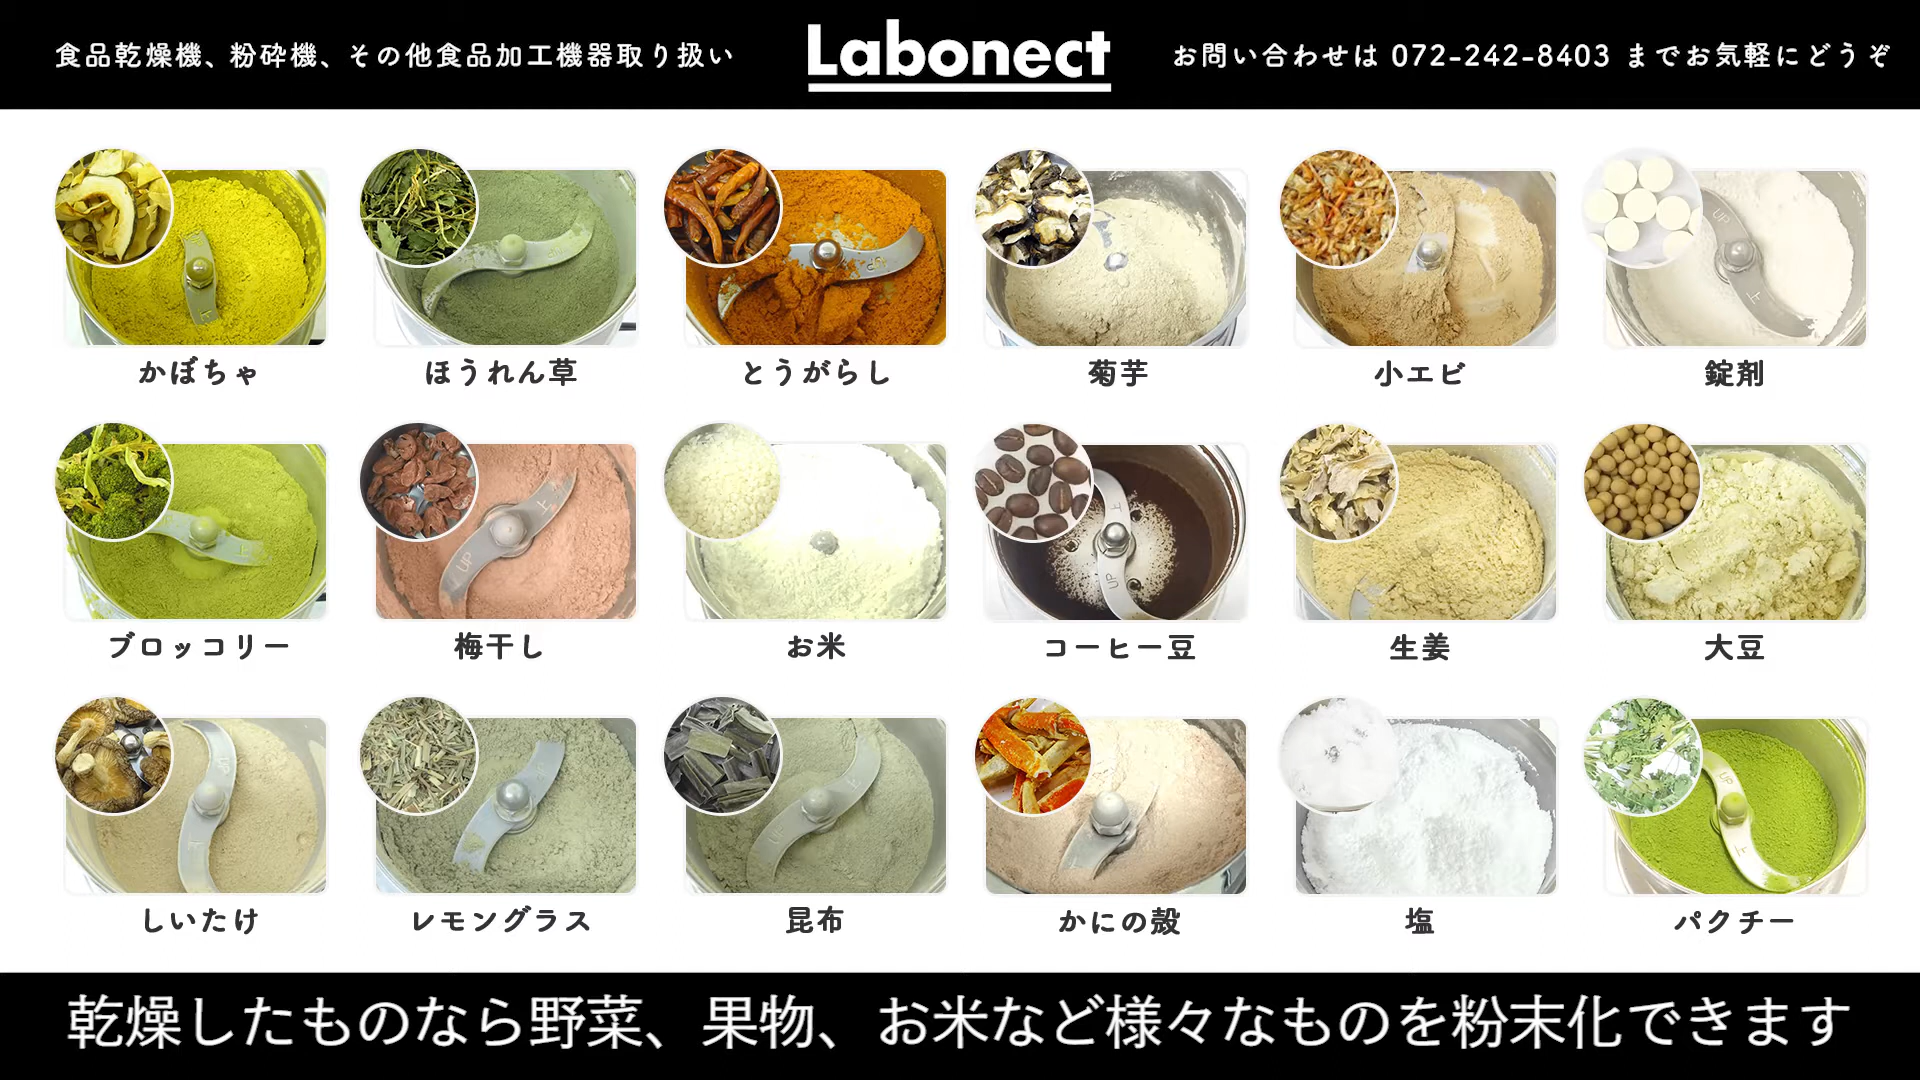 食品乾燥機、粉砕機、その他食品加工機器取り扱い
Labonect
お問い合わせは 072-242-8403 までお気軽にどうぞ
かぼちゃ
ほうれん草
とうがらし
菊芋
小エビ
錠剤
ブロッコリー
梅干し
お米
コーヒー豆
生姜
大豆
しいたけ
レモングラス
昆布
かにの殻
塩
パクチー
乾燥したものなら野菜、果物、お米など様々なものを粉末化できます